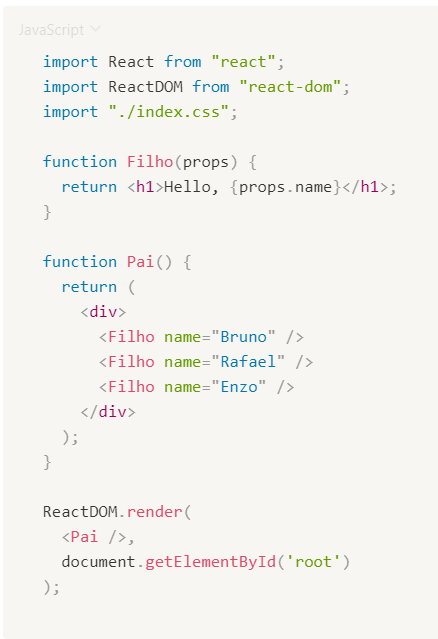 JavaScript
import React from "react";
import ReactDOM from "react-dom";
import "./index.css";

function Filho(props) {
  return <h1>Hello, {props.name}</h1>;
}

function Pai() {
  return (
    <div>
      <Filho name="Bruno" />
      <Filho name="Rafael" />
      <Filho name="Enzo" />
    </div>
  );
}

ReactDOM.render(
  <Pai />,
  document.getElementById('root')
);